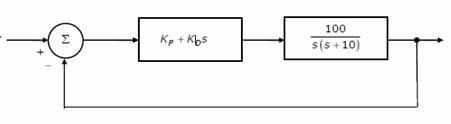 Σ
K_P + K_D s
100
s(s+10)
+
−